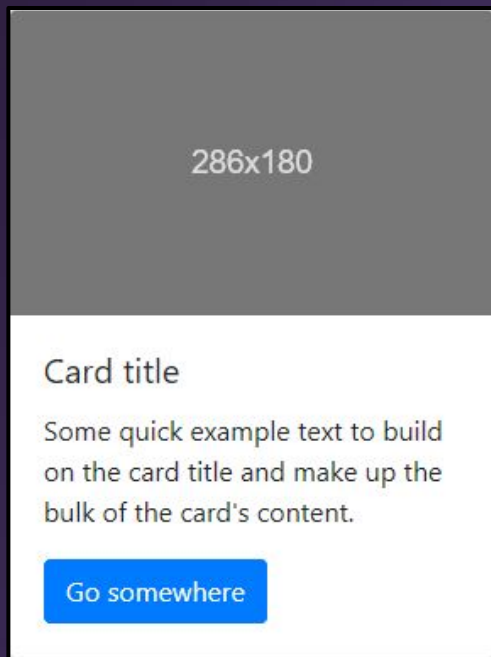 286x180
Card title
Some quick example text to build
on the card title and make up the
bulk of the card's content.
Go somewhere